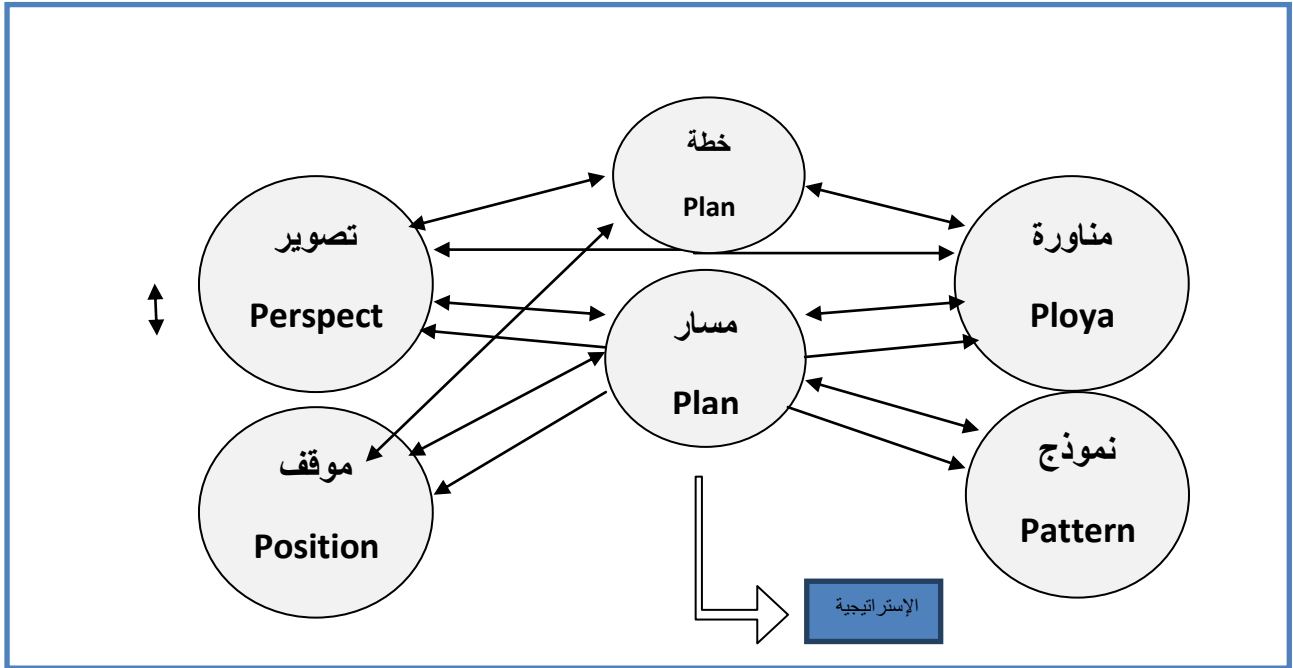 خطة
Plan
تصوير
Perspect
مناورة
Ploya
مسار
Plan
موقف
Position
نموذج
Pattern
الإستراتيجية